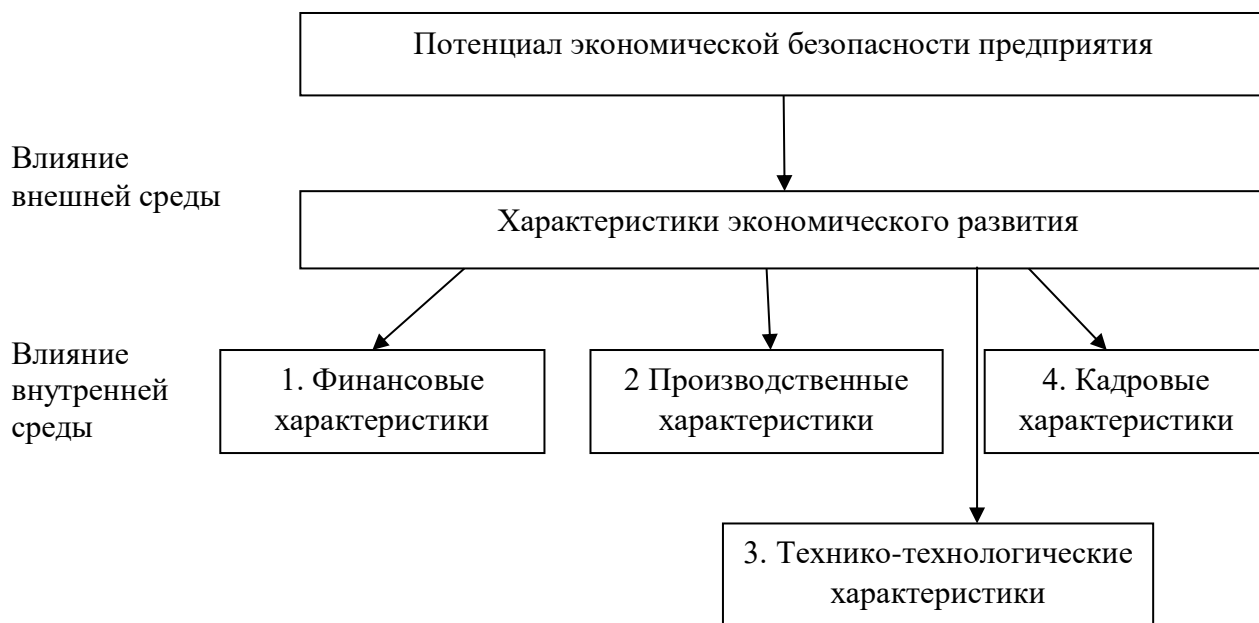 Потенциал экономической безопасности предприятия
Влияние
внешней среды
Характеристики экономического развития
Влияние
внутренней
среды
1. Финансовые
характеристики
2 Производственные
характеристики
4. Кадровые
характеристики
3. Технико-технологические
характеристики